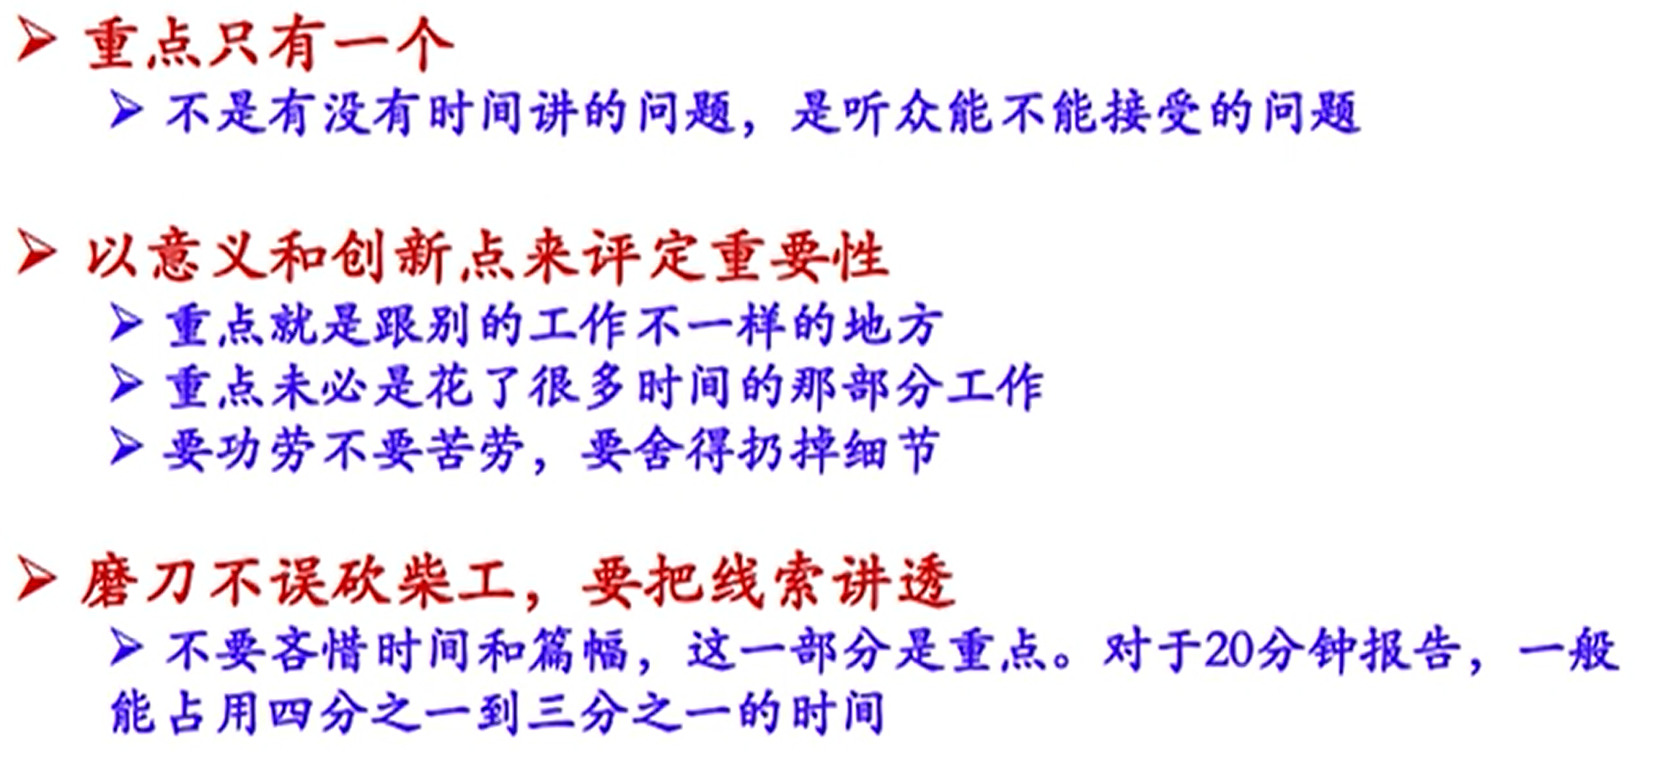 重点只有一个
不是有没有时间讲的问题，是听众能不能接受的问题
以意义和创新点来评定重要性
重点就是跟别的工作不一样的地方
重点未必是花了很多时间的那部分工作
要功劳不要苦劳，要舍得扔掉细节
磨刀不误砍柴工，要把线索讲透
不要吝惜时间和篇幅，这一部分是重点。对于20分钟报告，一般
能占用四分之一到三分之一的时间